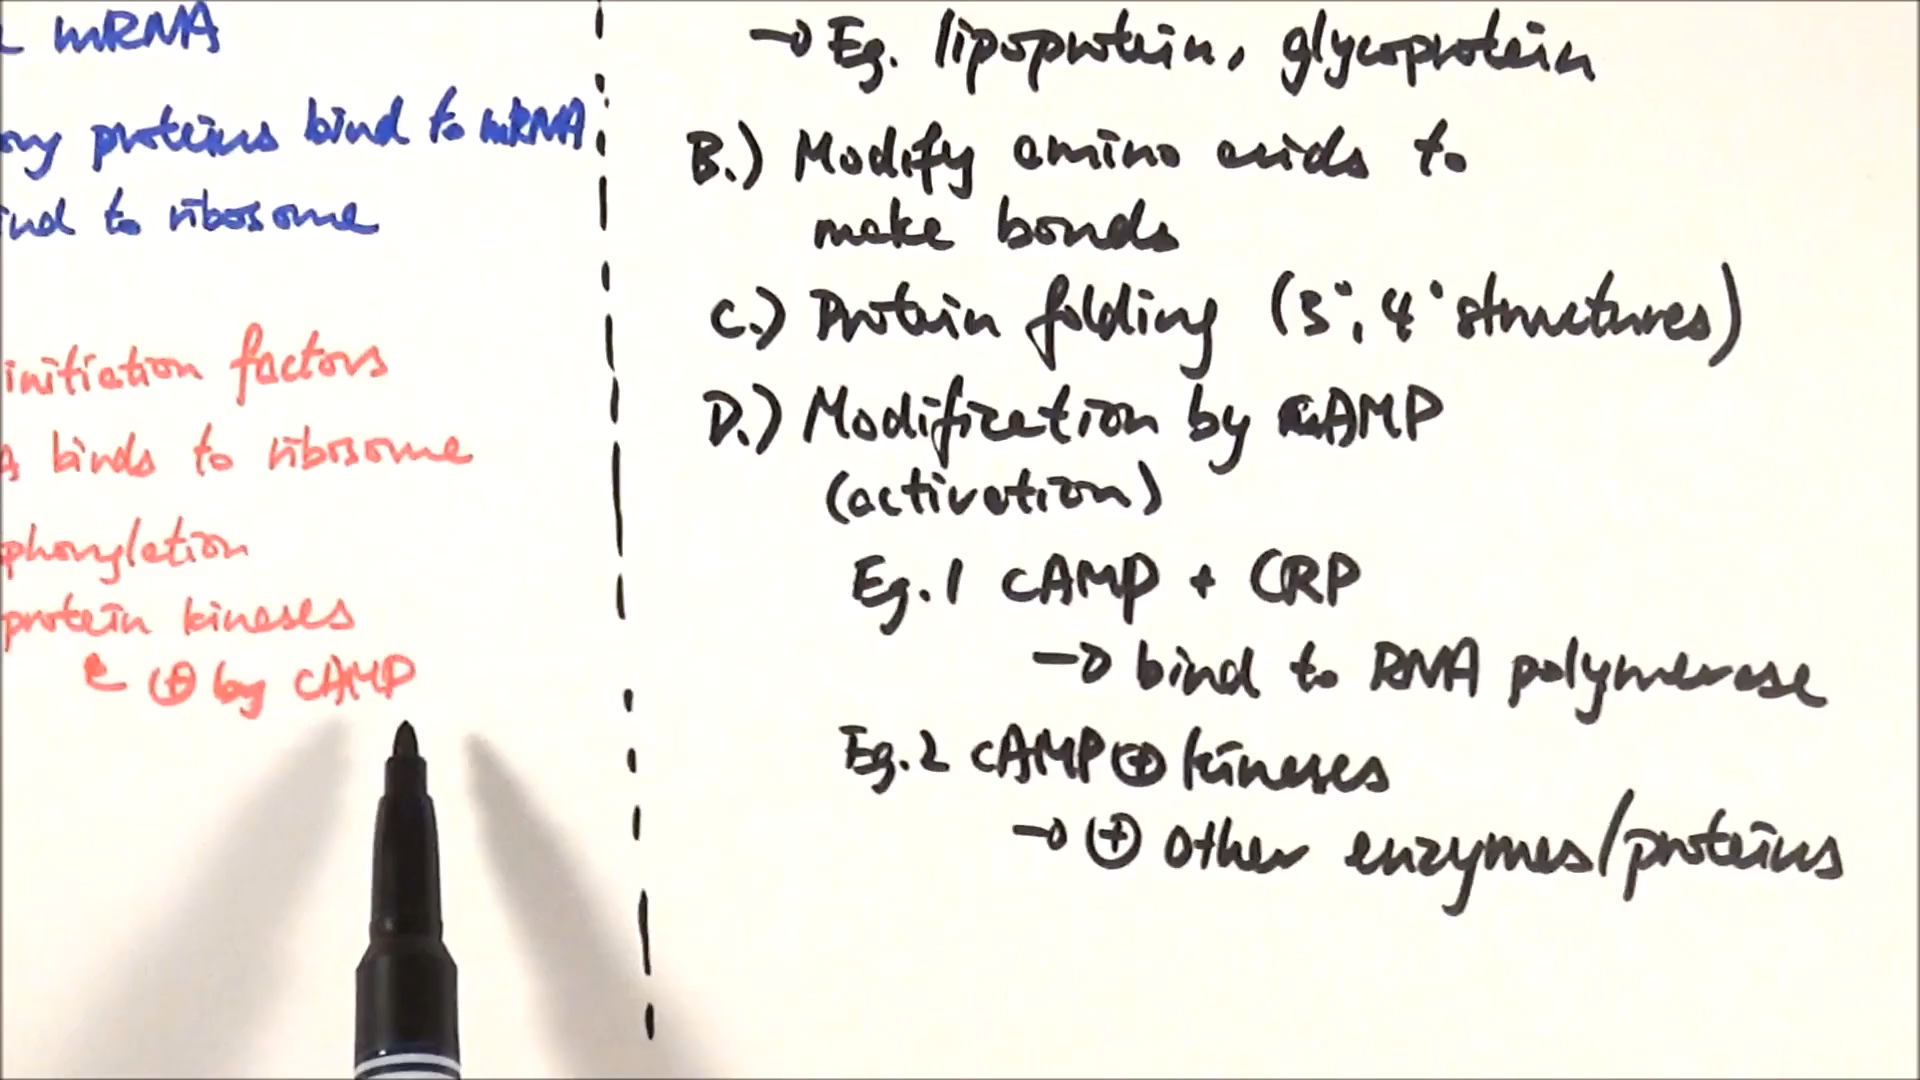 mRNA
proteins bind to mRNA
to ribosome
initiation factors
binds to ribosome
phorylation
protein kinases
⊕ by cAMP
→ Eg. lipoprotein, glycoprotein
B.) Modify amino acids to
make bonds
C.) Protein folding (3°, 4° structures)
D.) Modification by cAMP
(activation)
Eg. 1 cAMP + CRP
→ bind to RNA polymerase
Eg. 2 cAMP ⊕ kinases
→ ⊕ other enzymes/proteins